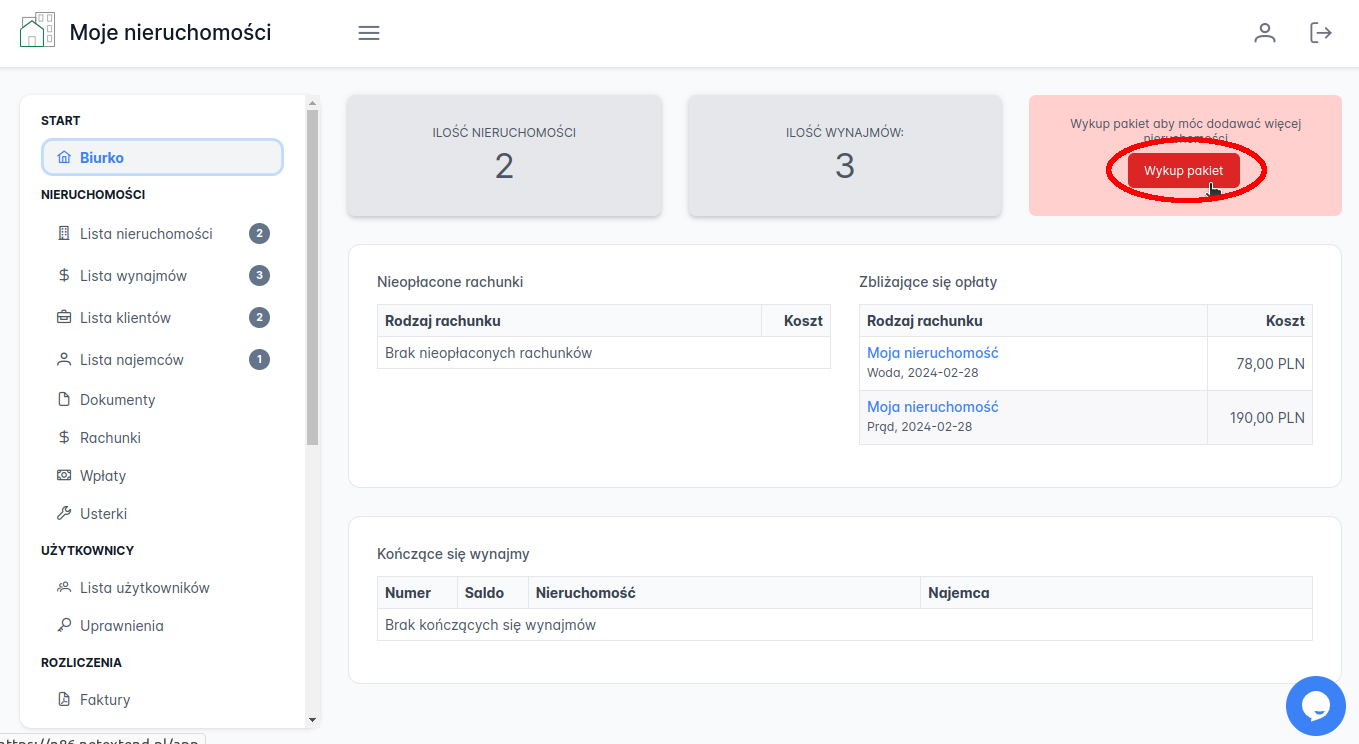 Moje nieruchomości
START
Biurko
NIERUCHOMOŚCI
Lista nieruchomości 2
Lista wynajmów 3
Lista klientów 2
Lista najemców 1
Dokumenty
Rachunki
Wpłaty
Usterki
UŻYTKOWNICY
Lista użytkowników
Uprawnienia
ROZLICZENIA
Faktury
ILOŚĆ NIERUCHOMOŚCI
2
ILOŚĆ WYNAJMÓW:
3
Wykup pakiet aby móc dodawać więcej
nieruchomości
Wykup pakiet
Nieopłacone rachunki
Rodzaj rachunku Koszt
Brak nieopłaconych rachunków
Zbliżające się opłaty
Rodzaj rachunku Koszt
Moja nieruchomość
Woda, 2024-02-28
78,00 PLN
Moja nieruchomość
Prąd, 2024-02-28
190,00 PLN
Kończące się wynajmy
Numer Saldo Nieruchomość Najemca
Brak kończących się wynajmów